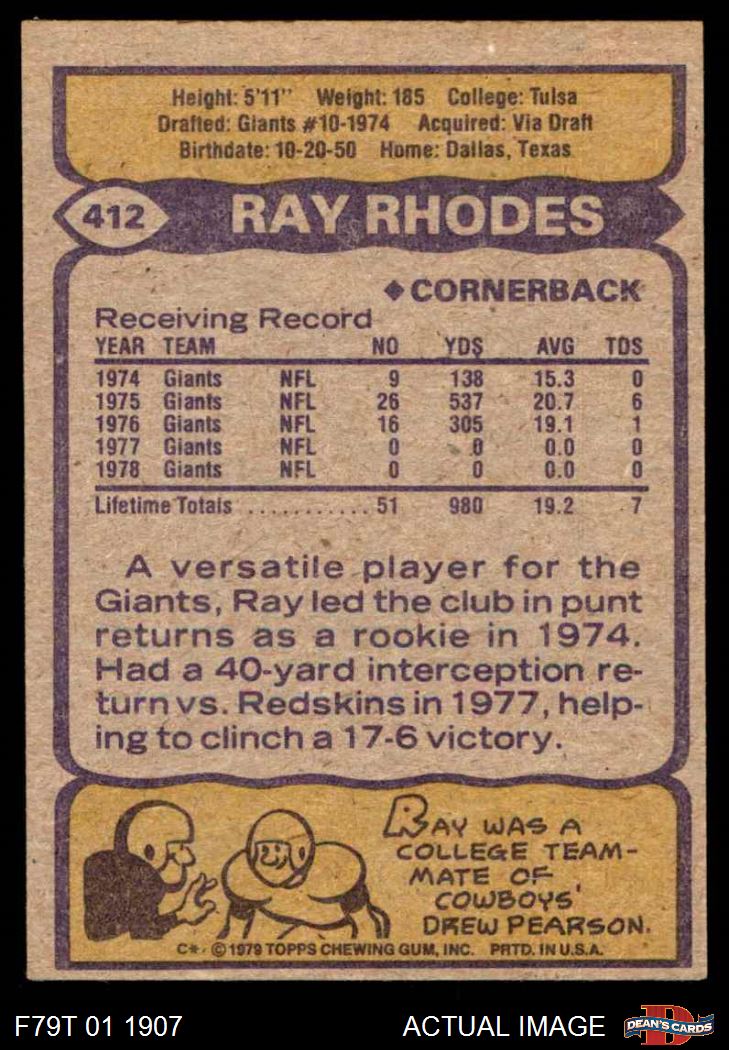 Height: 5'11" Weight: 185 College: Tulsa
Drafted: Giants #10-1974 Acquired: Via Draft
Birthdate: 10-20-50 Home: Dallas, Texas
412 RAY RHODES
◆ CORNERBACK
Receiving Record
YEAR TEAM NO YDS AVG TDS
1974 Giants NFL 9 138 15.3 0
1975 Giants NFL 26 537 20.7 6
1976 Giants NFL 16 305 19.1 1
1977 Giants NFL 0 0 0.0 0
1978 Giants NFL 0 0 0.0 0
Lifetime Totals ........... 51 980 19.2 7
A versatile player for the
Giants, Ray led the club in punt
returns as a rookie in 1974.
Had a 40-yard interception re-
turn vs. Redskins in 1977, help-
ing to clinch a 17-6 victory.
RAY WAS A
COLLEGE TEAM-
MATE OF
COWBOYS'
DREW PEARSON.
C*. © 1979 TOPPS CHEWING GUM, INC. PRTD. IN U.S.A.
F79T 01 1907 ACTUAL IMAGE D DEAN'S CARDS